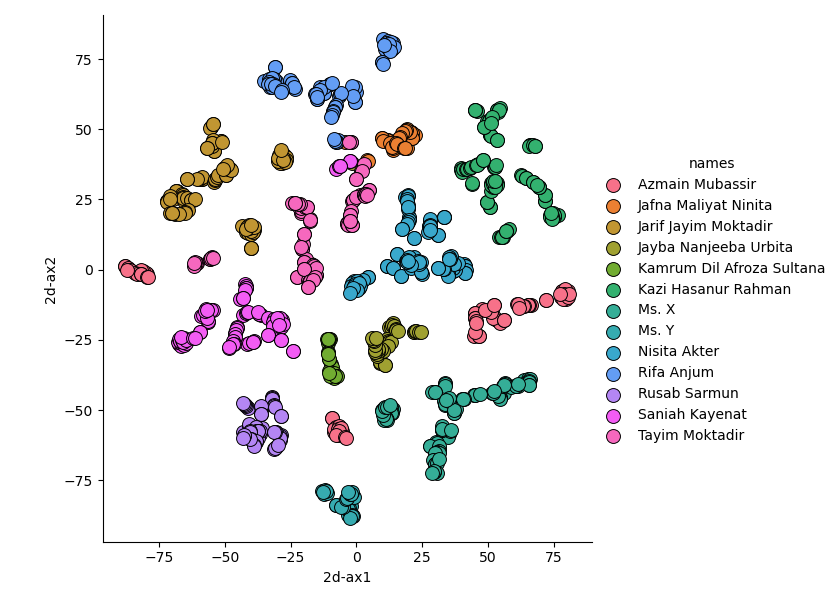 75
50
25
0
−25
−50
−75
2d-ax2
−75
−50
−25
0
25
50
75
2d-ax1
names
Azmain Mubassir
Jafna Maliyat Ninita
Jarif Jayim Moktadir
Jayba Nanjeeba Urbita
Kamrum Dil Afroza Sultana
Kazi Hasanur Rahman
Ms. X
Ms. Y
Nisita Akter
Rifa Anjum
Rusab Sarmun
Saniah Kayenat
Tayim Moktadir